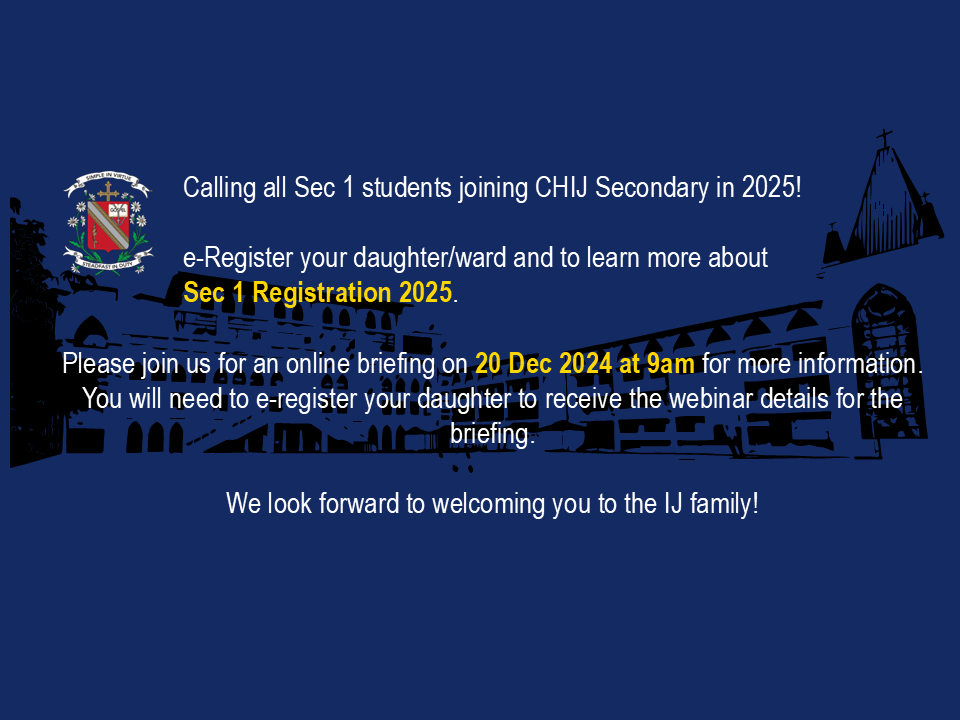 SIMPLE IN VIRTUE
STEADFAST IN DUTY
Calling all Sec 1 students joining CHIJ Secondary in 2025!
e-Register your daughter/ward and to learn more about
Sec 1 Registration 2025.
Please join us for an online briefing on 20 Dec 2024 at 9am for more information.
You will need to e-register your daughter to receive the webinar details for the
briefing.
We look forward to welcoming you to the IJ family!